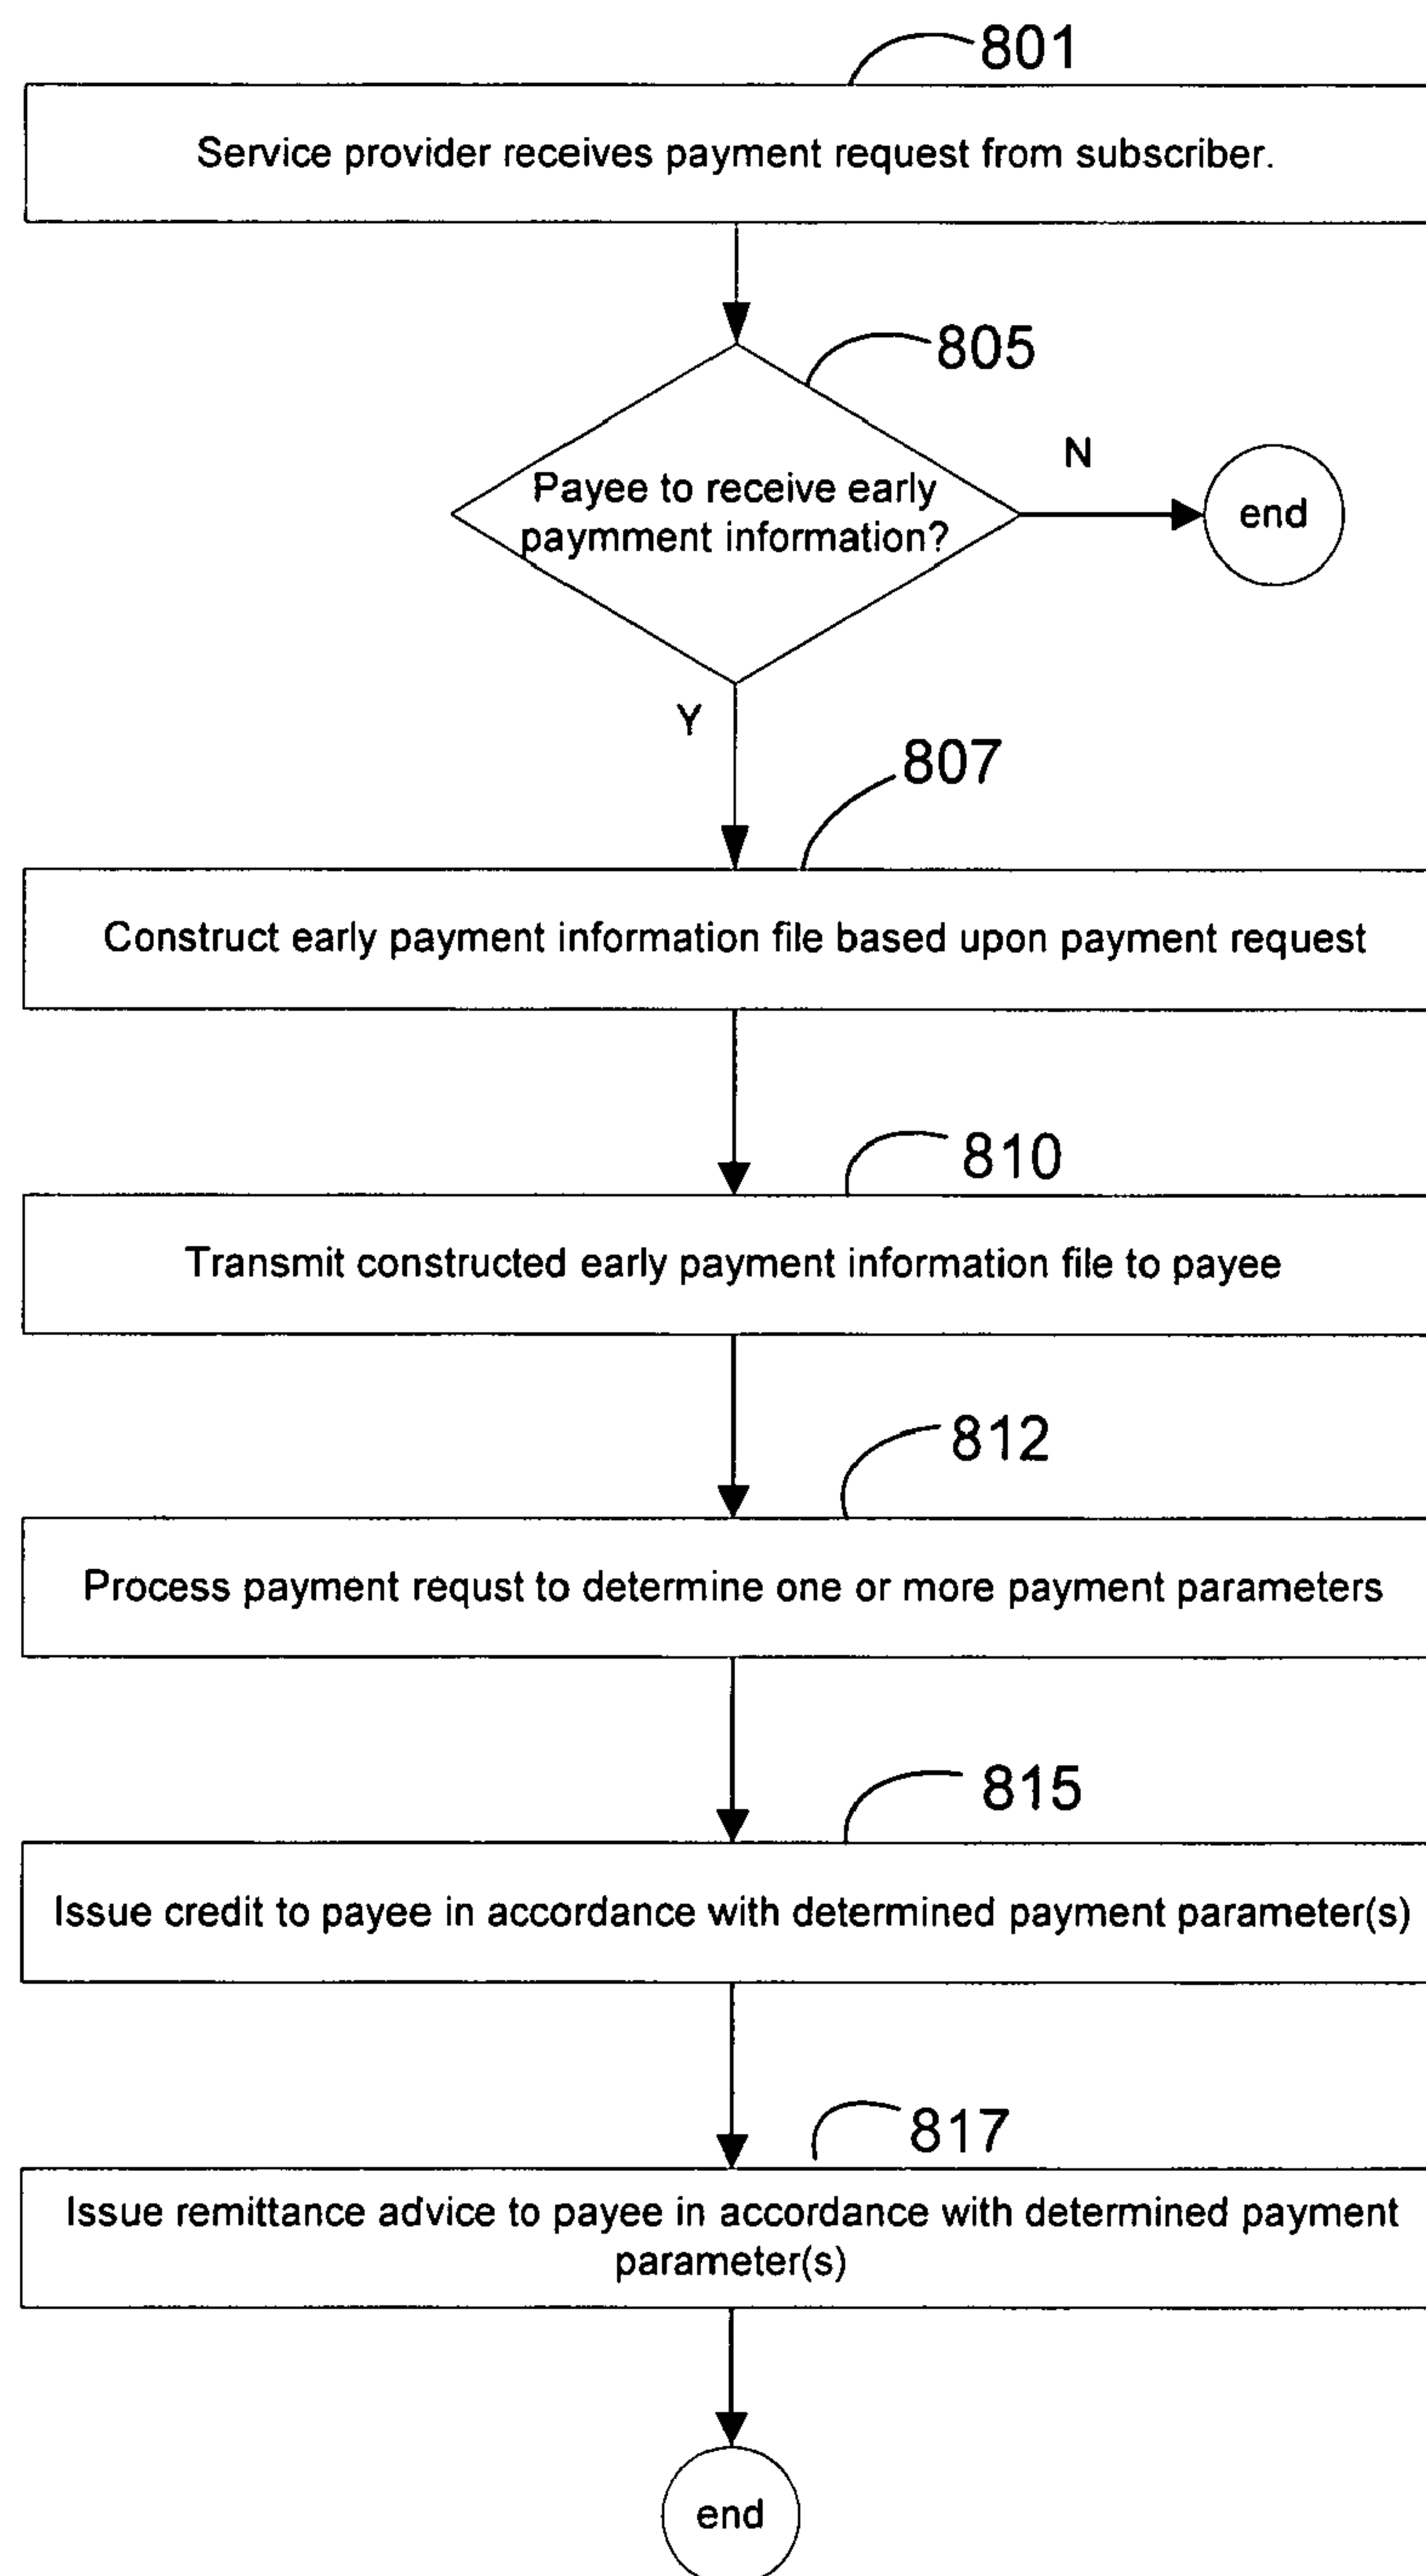 801
Service provider receives payment request from subscriber.
805
Payee to receive early
paymment information?
N
end
Y
807
Construct early payment information file based upon payment request
810
Transmit constructed early payment information file to payee
812
Process payment requst to determine one or more payment parameters
815
Issue credit to payee in accordance with determined payment parameter(s)
817
Issue remittance advice to payee in accordance with determined payment
parameter(s)
end